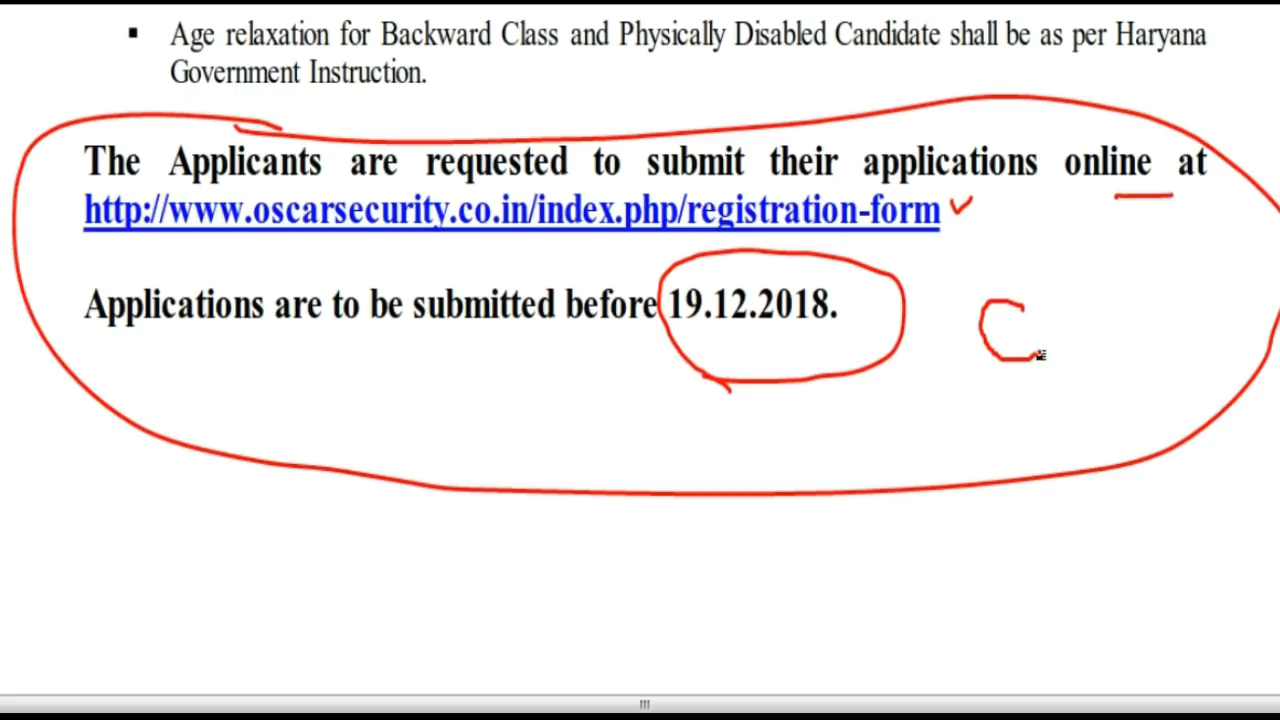 ▪ Age relaxation for Backward Class and Physically Disabled Candidate shall be as per Haryana
Government Instruction.
The Applicants are requested to submit their applications online at
http://www.oscarsecurity.co.in/index.php/registration-form
Applications are to be submitted before 19.12.2018.
C